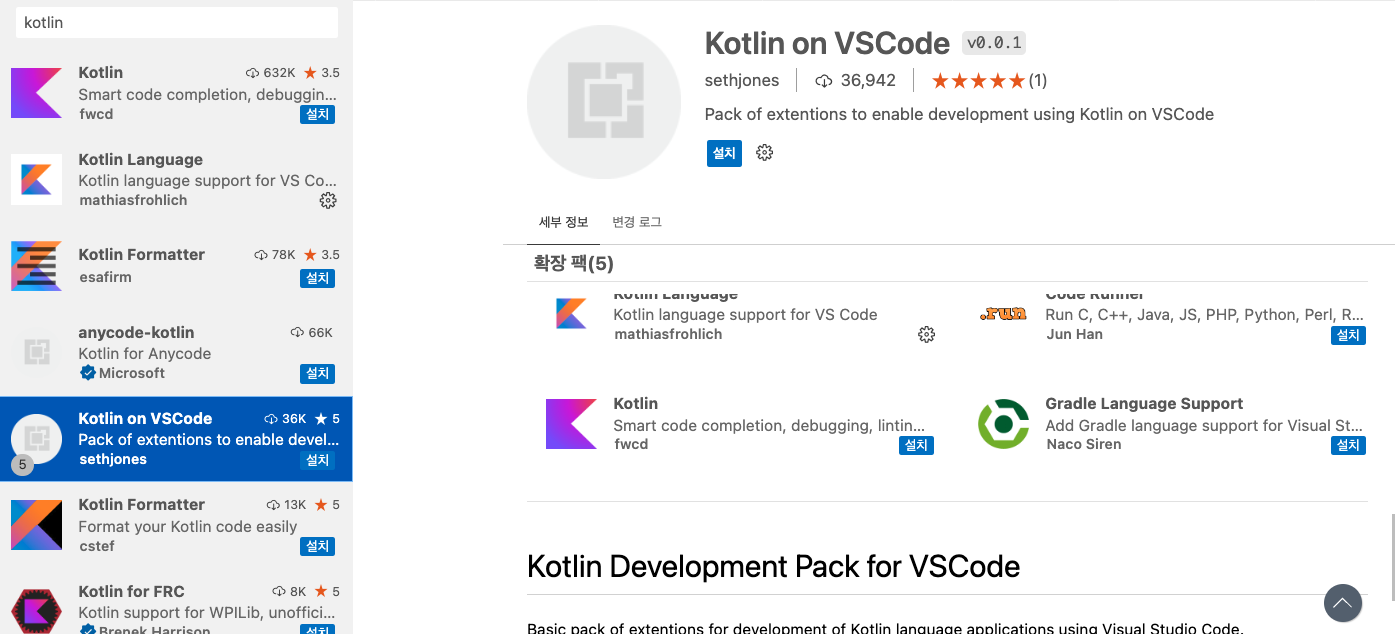 kotlin
Kotlin 632K ★ 3.5
Smart code completion, debuggin...
fwcd 설치
Kotlin Language
Kotlin language support for VS Co...
mathiasfrohlich
Kotlin Formatter 78K ★ 3.5
esafirm 설치
anycode-kotlin 66K
Kotlin for Anycode
Microsoft 설치
Kotlin on VSCode 36K ★ 5
Pack of extentions to enable devel...
5 sethjones 설치
Kotlin Formatter 13K ★ 5
Format your Kotlin code easily
cstef 설치
Kotlin for FRC 8K ★ 5
Kotlin support for WPILib, unoffici...
Brenek Harrison 설치
Kotlin on VSCode v0.0.1
sethjones 36,942 ★★★★★(1)
Pack of extentions to enable development using Kotlin on VSCode
설치
세부 정보 변경 로그
확장 팩(5)
Kotlin Language
Kotlin language support for VS Code
mathiasfrohlich
.run
Code Runner
Run C, C++, Java, JS, PHP, Python, Perl, R...
Jun Han 설치
Kotlin
Smart code completion, debugging, lintin...
fwcd 설치
Gradle Language Support
Add Gradle language support for Visual St...
Naco Siren 설치
Kotlin Development Pack for VSCode
Basic pack of extentions for development of Kotlin language applications using Visual Studio Code.